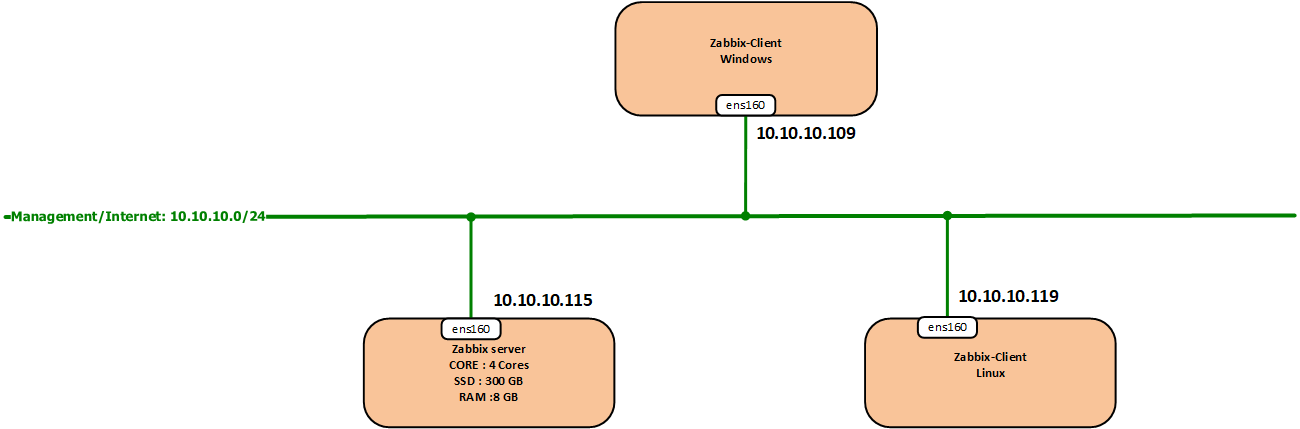 Zabbix-Client
Windows
ens160
10.10.10.109
Management/Internet: 10.10.10.0/24
10.10.10.115
ens160
Zabbix server
CORE : 4 Cores
SSD : 300 GB
RAM :8 GB
10.10.10.119
ens160
Zabbix-Client
Linux